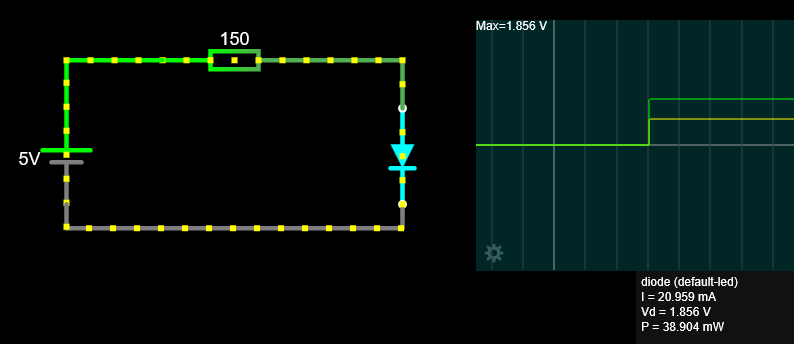 150
5V
Max=1.856 V
diode (default-led)
I = 20.959 mA
Vd = 1.856 V
P = 38.904 mW